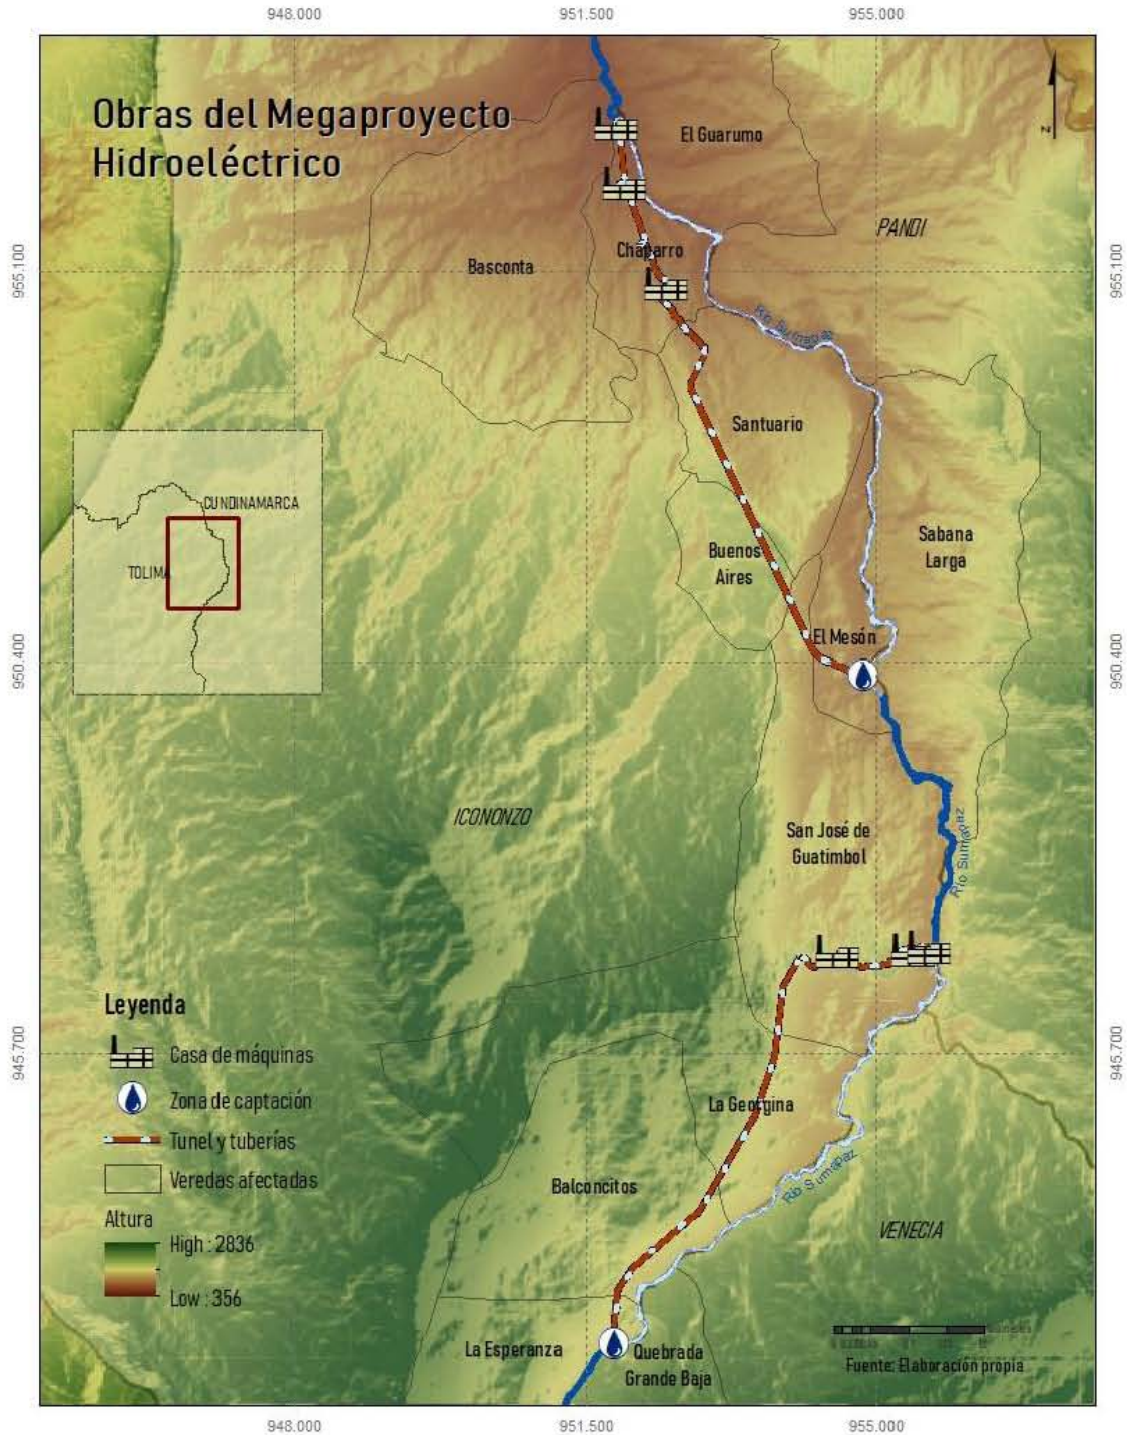 948.000
951.500
955.000
Obras del Megaproyecto
Hidroeléctrico
El Guarumo
N
PANDI
Chaparro
Basconta
955.100
955.100
Río Sumapaz
Santuario
CUNDINAMARCA
TOLIMA
Sabana
Larga
Buenos
Aires
El Mesón
950.400
950.400
ICONONZO
San José de
Guatimbol
Río Sumapaz
Leyenda
Casa de máquinas
Zona de captación
Tunel y tuberías
Veredas afectadas
Altura
High : 2836
Low : 356
945.700
945.700
La Georgina
Balconcitos
Río Sumapaz
VENECIA
La Esperanza
Quebrada
Grande Baja
Fuente: Elaboración propia
948.000
951.500
955.000